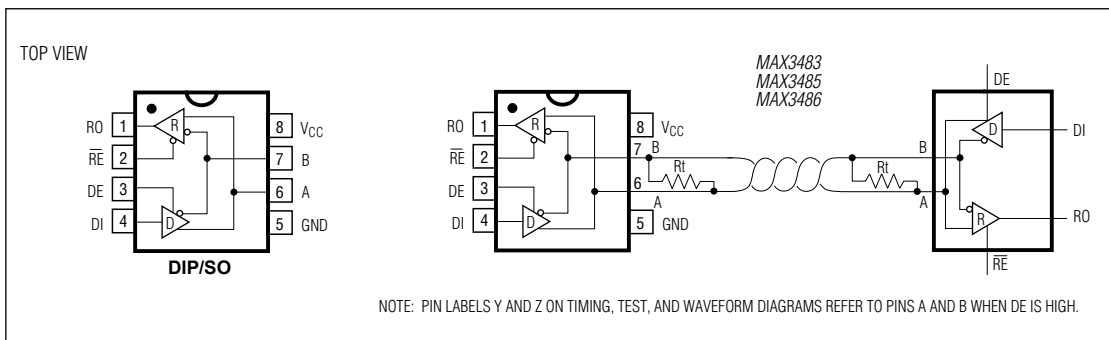 TOP VIEW
RO 1
R
8 VCC
RE 2
7 B
DE 3
6 A
DI 4
D
5 GND
DIP/SO
RO 1
R
8 VCC
RE 2
7 B
DE 3
6 A
DI 4
D
5 GND
Rt
Rt
MAX3483
MAX3485
MAX3486
DE
B
D
DI
A
R
RO
RE
NOTE: PIN LABELS Y AND Z ON TIMING, TEST, AND WAVEFORM DIAGRAMS REFER TO PINS A AND B WHEN DE IS HIGH.